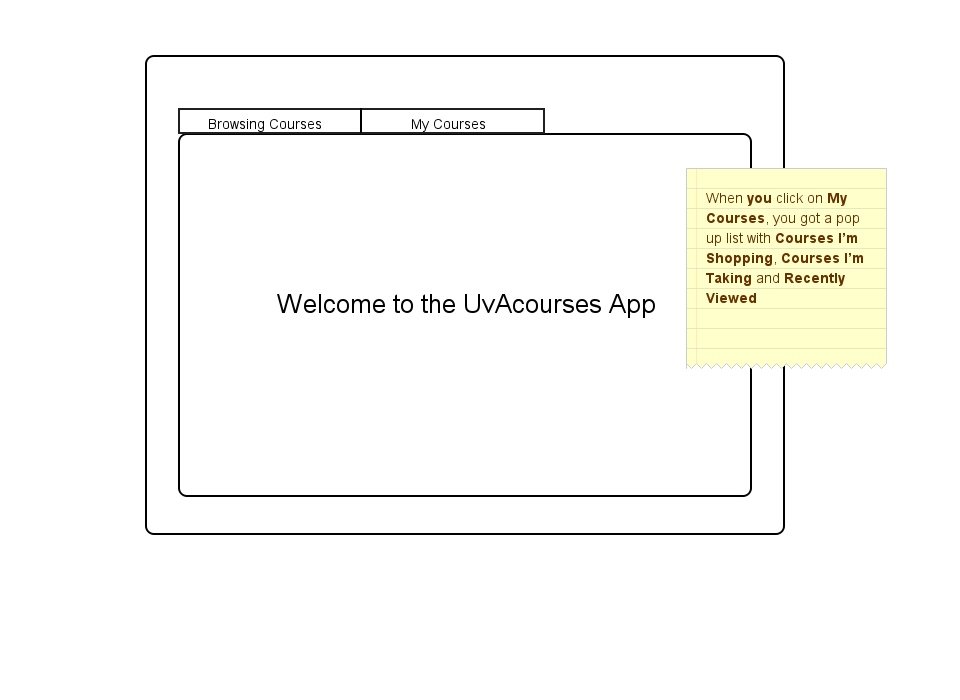 Browsing Courses
My Courses
Welcome to the UvAcourses App
When you click on My
Courses, you got a pop
up list with Courses I’m
Shopping, Courses I’m
Taking and Recently
Viewed